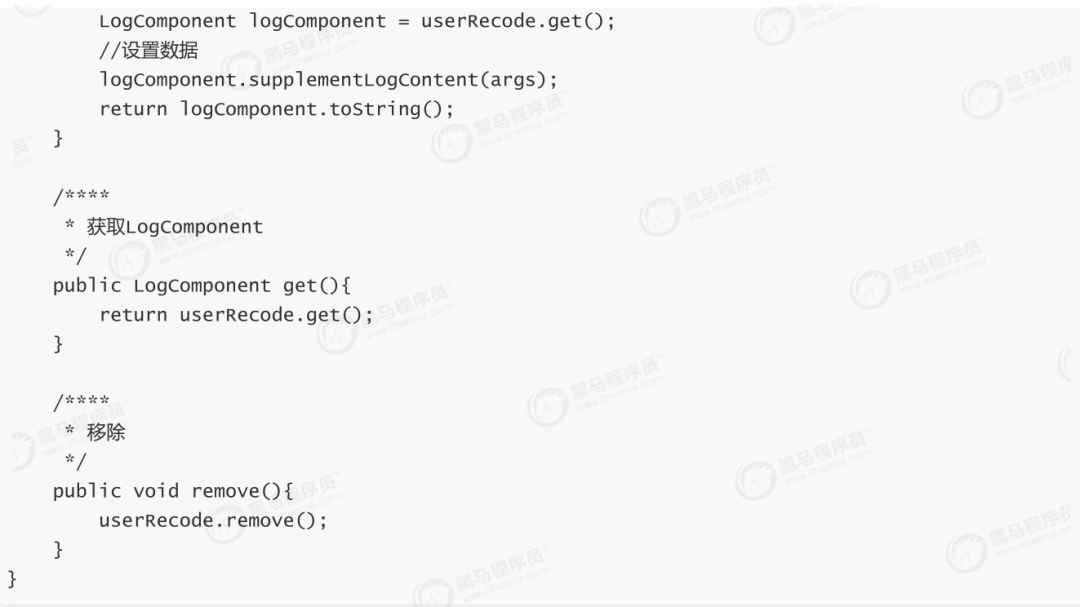 LogComponent logComponent = userRecode.get();
        //设置数据
        logComponent.supplementLogContent(args);
        return logComponent.toString();
    }

    /****
     * 获取LogComponent
     */
    public LogComponent get(){
        return userRecode.get();
    }

    /****
     * 移除
     */
    public void remove(){
        userRecode.remove();
    }
}
黑马程序员
www.itheima.com